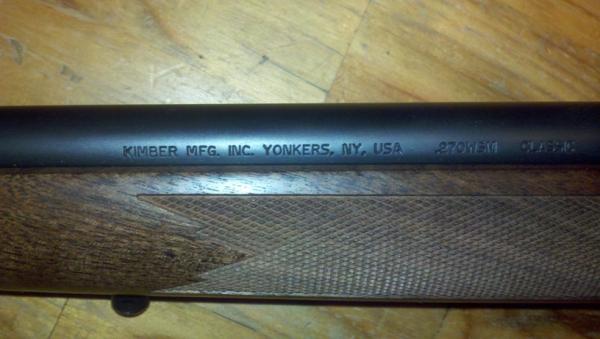 KIMBER MFG. INC. YONKERS, NY, USA .270WSM CLASSIC